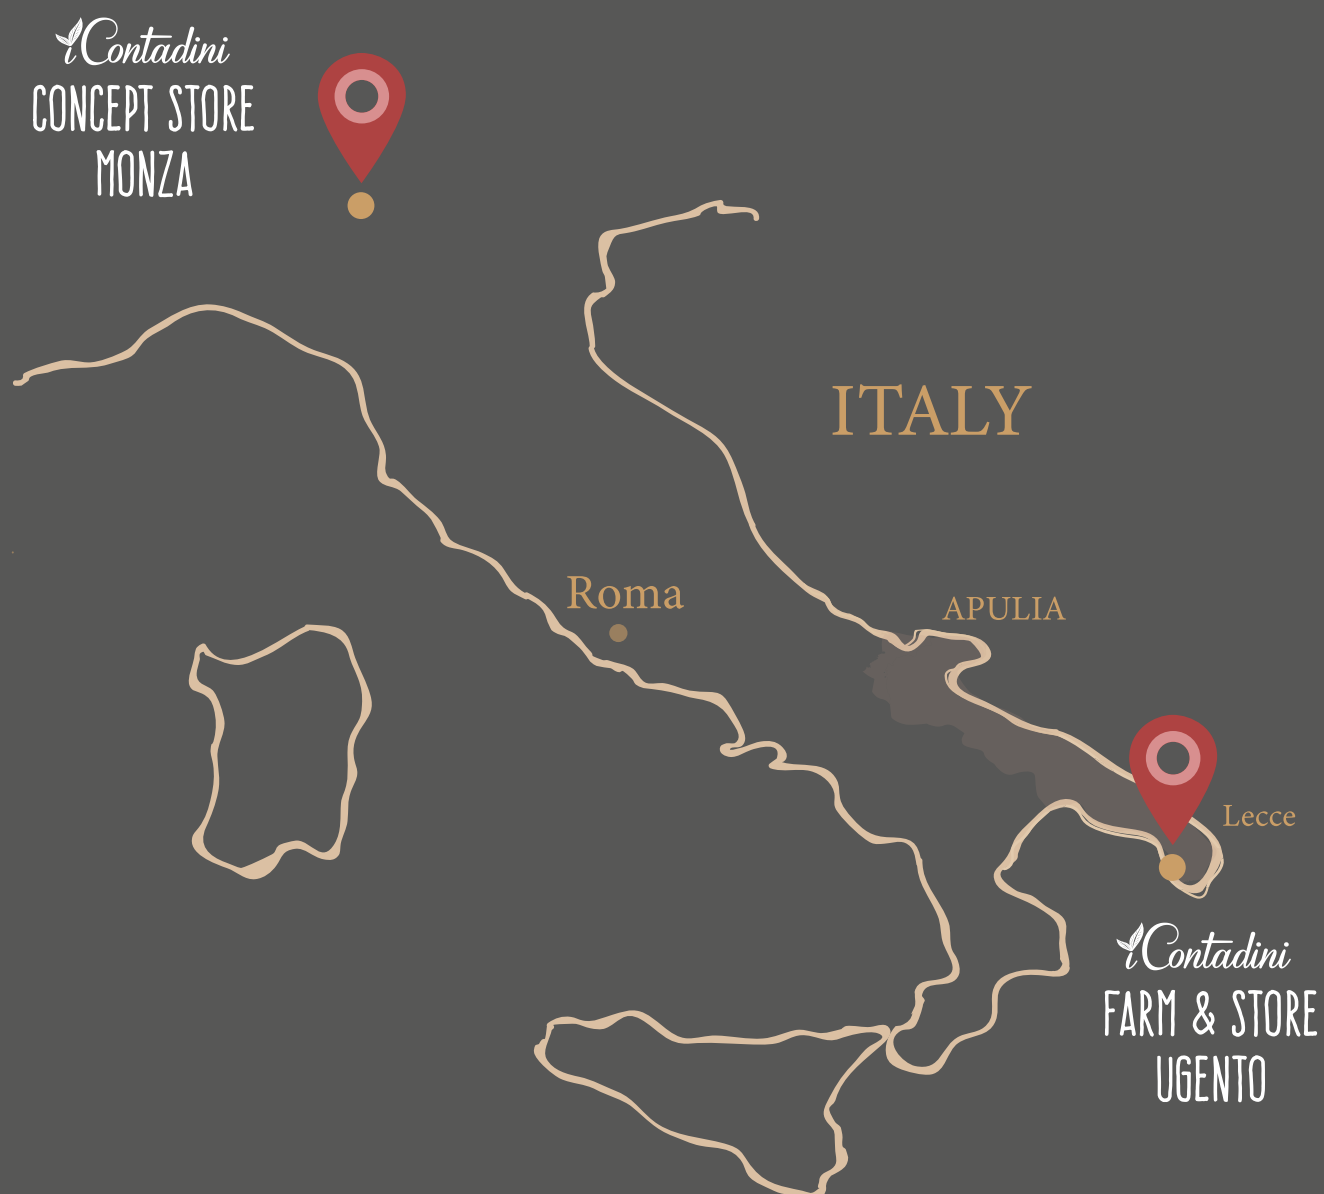 iContadini
CONCEPT STORE
MONZA
ITALY
Roma
APULIA
Lecce
iContadini
FARM & STORE
UGENTO